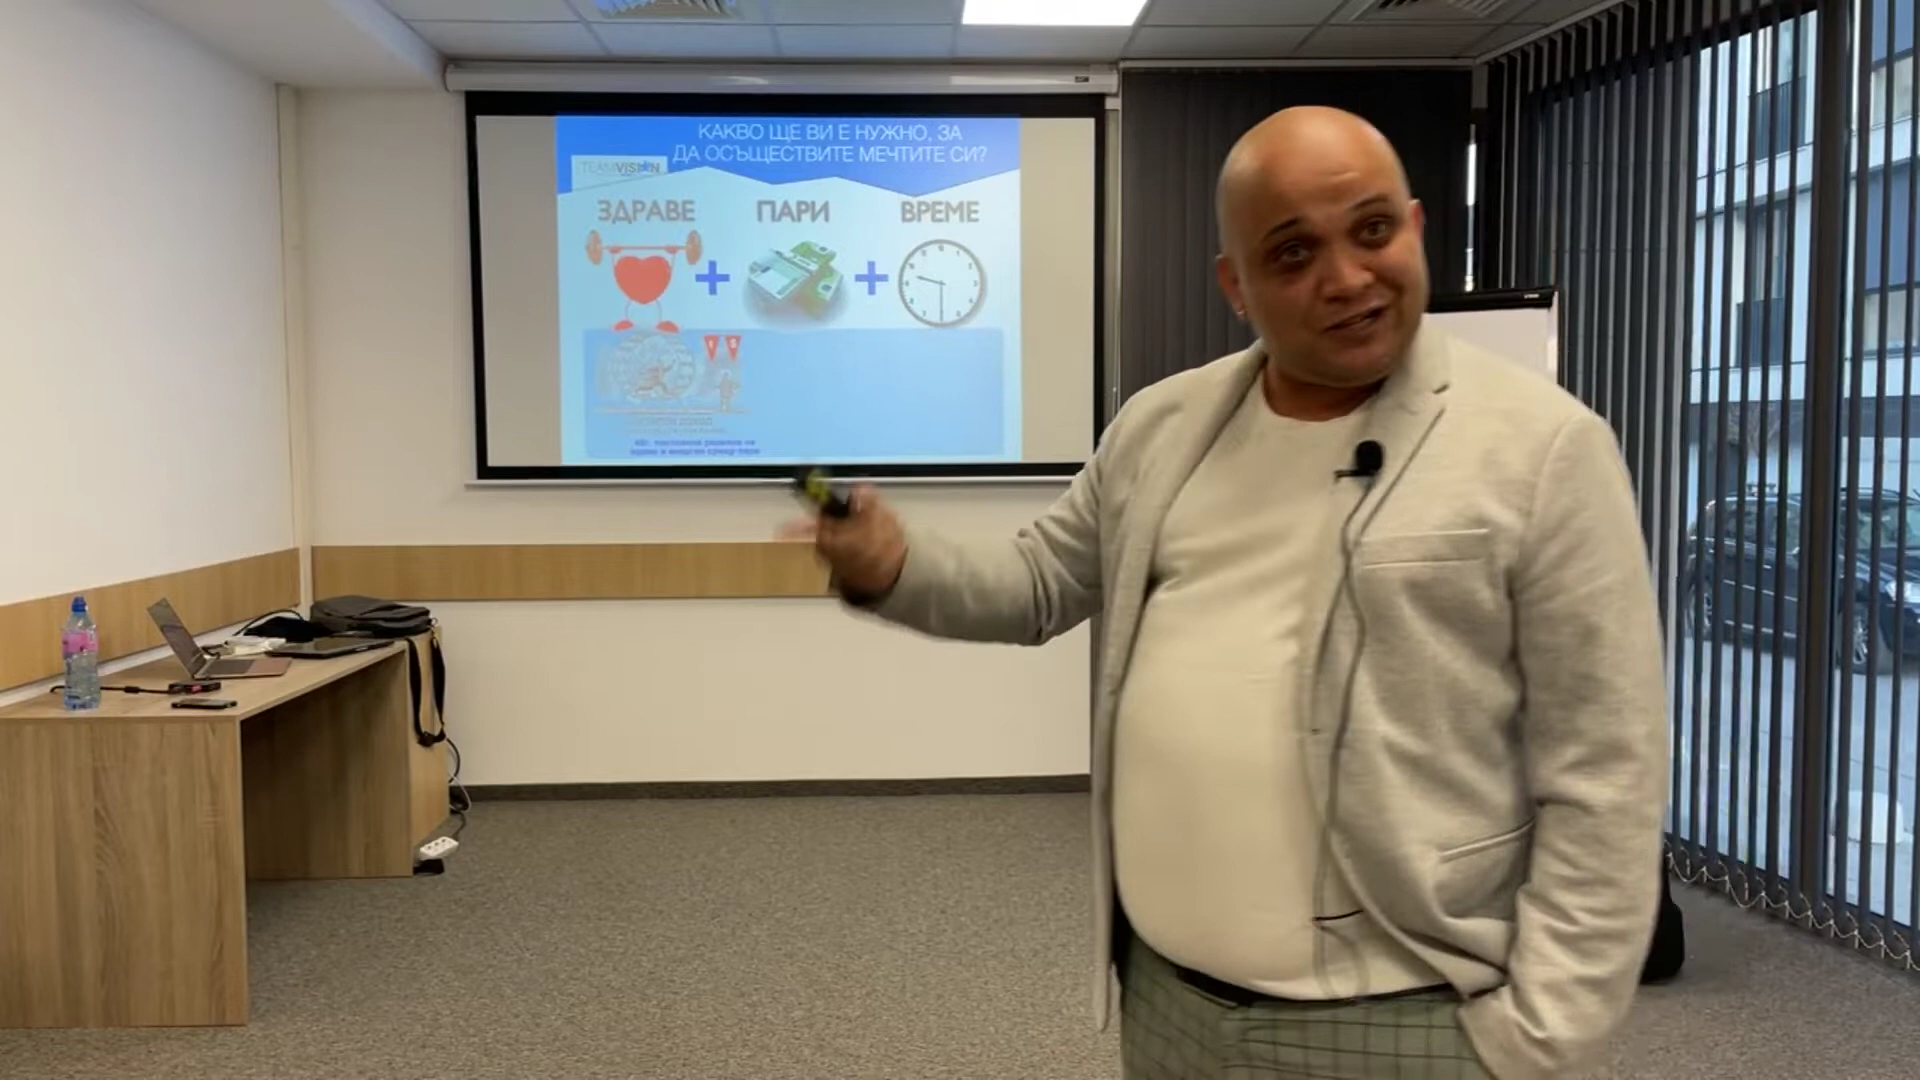 КАКВО ЩЕ ВИ Е НУЖНО, ЗА
ДА ОСЪЩЕСТВИТЕ МЕЧТИТЕ СИ?
TEAMVISION
ЗДРАВЕ
ПАРИ
ВРЕМЕ